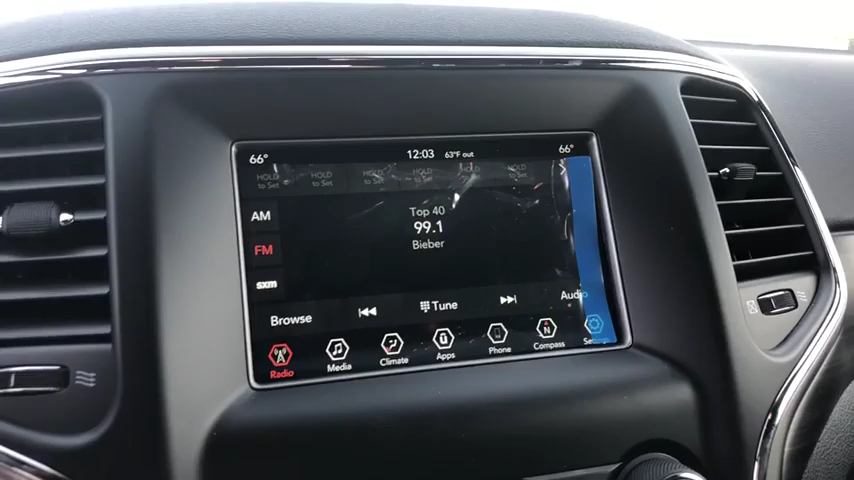 66° 12:03 63°F out 66°
HOLD HOLD HOLD HOLD HOLD HOLD
to Set to Set to Set to Set to Set to Set
AM
Top 40
99.1
FM
Bieber
sxm
Browse Tune Audio
Radio Media Climate Apps Phone N Compass Settings